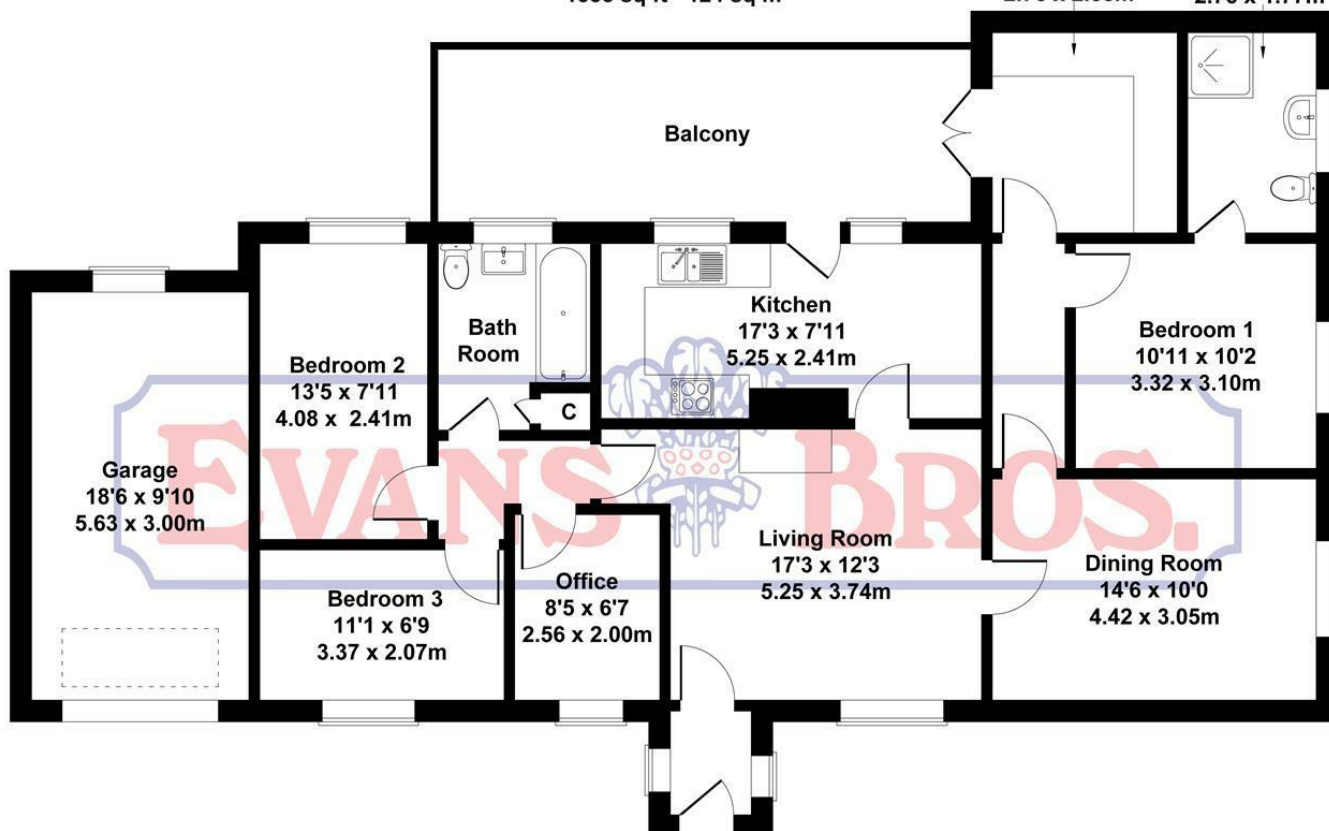 Balcony
Kitchen
17'3 x 7'11
5.25 x 2.41m
Bath
Room
C
Bedroom 1
10'11 x 10'2
3.32 x 3.10m
Bedroom 2
13'5 x 7'11
4.08 x 2.41m
Garage
18'6 x 9'10
5.63 x 3.00m
EVANS BROS.
Living Room
17'3 x 12'3
5.25 x 3.74m
Dining Room
14'6 x 10'0
4.42 x 3.05m
Office
8'5 x 6'7
2.56 x 2.00m
Bedroom 3
11'1 x 6'9
3.37 x 2.07m